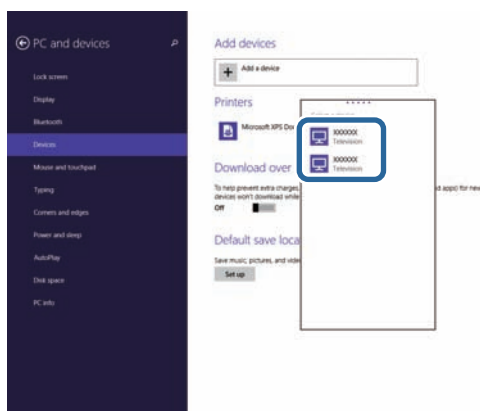 PC and devices
Lock screen
Display
Bluetooth
Devices
Mouse and touchpad
Typing
Corners and edges
Power and sleep
AutoPlay
Disk space
PC info
Add devices
Add a device
Printers
Microsoft XPS Doc
Download over
To help prevent extra charges,
d apps) for new
devices won't download while
Off
Default save loca
Save music, pictures, and vide
Set up
XXXXXX
Television
XXXXXX
Television